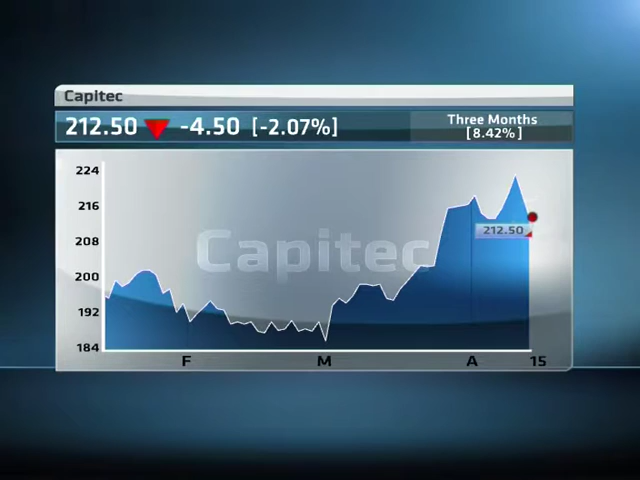 Capitec
212.50 -4.50 [-2.07%]
Three Months
[8.42%]
Capitec
224
216
208
200
192
184
212.50
F M A 15